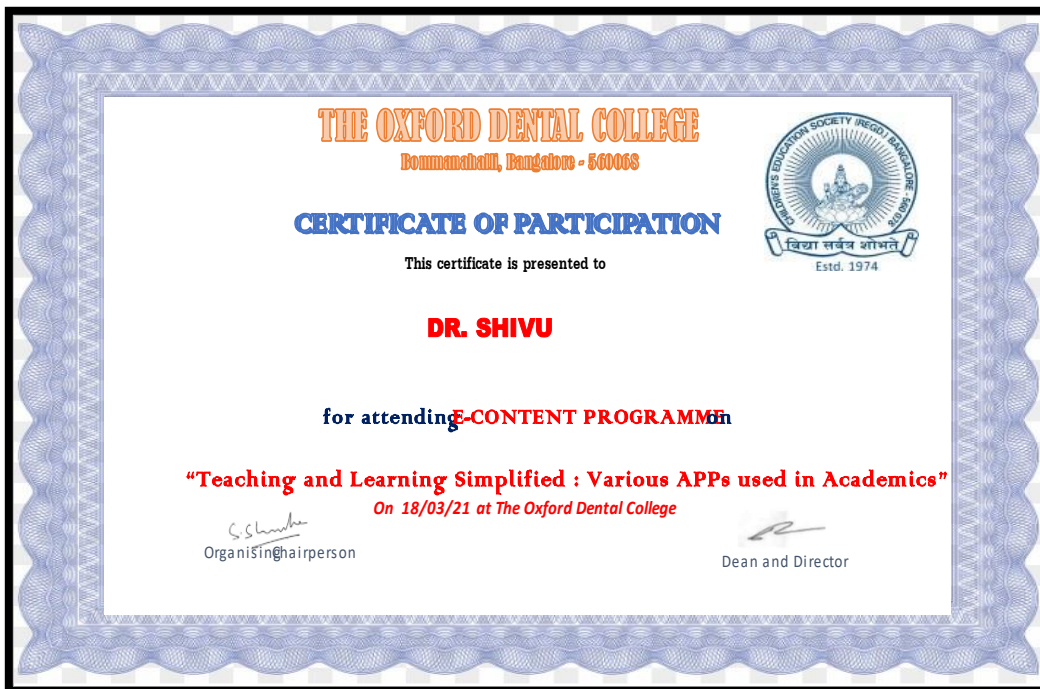 THE OXFORD DENTAL COLLEGE
Bommanahalli, Bangalore - 560068
CHILDREN'S EDUCATION SOCIETY (REGD.) BANGALORE - 560 078
विद्या सर्वत्र शोभते
Estd. 1974
CERTIFICATE OF PARTICIPATION
This certificate is presented to
DR. SHIVU
for attending E-CONTENT PROGRAMME on
“Teaching and Learning Simplified : Various APPs used in Academics”
On 18/03/21 at The Oxford Dental College
Organising Chairperson
Dean and Director